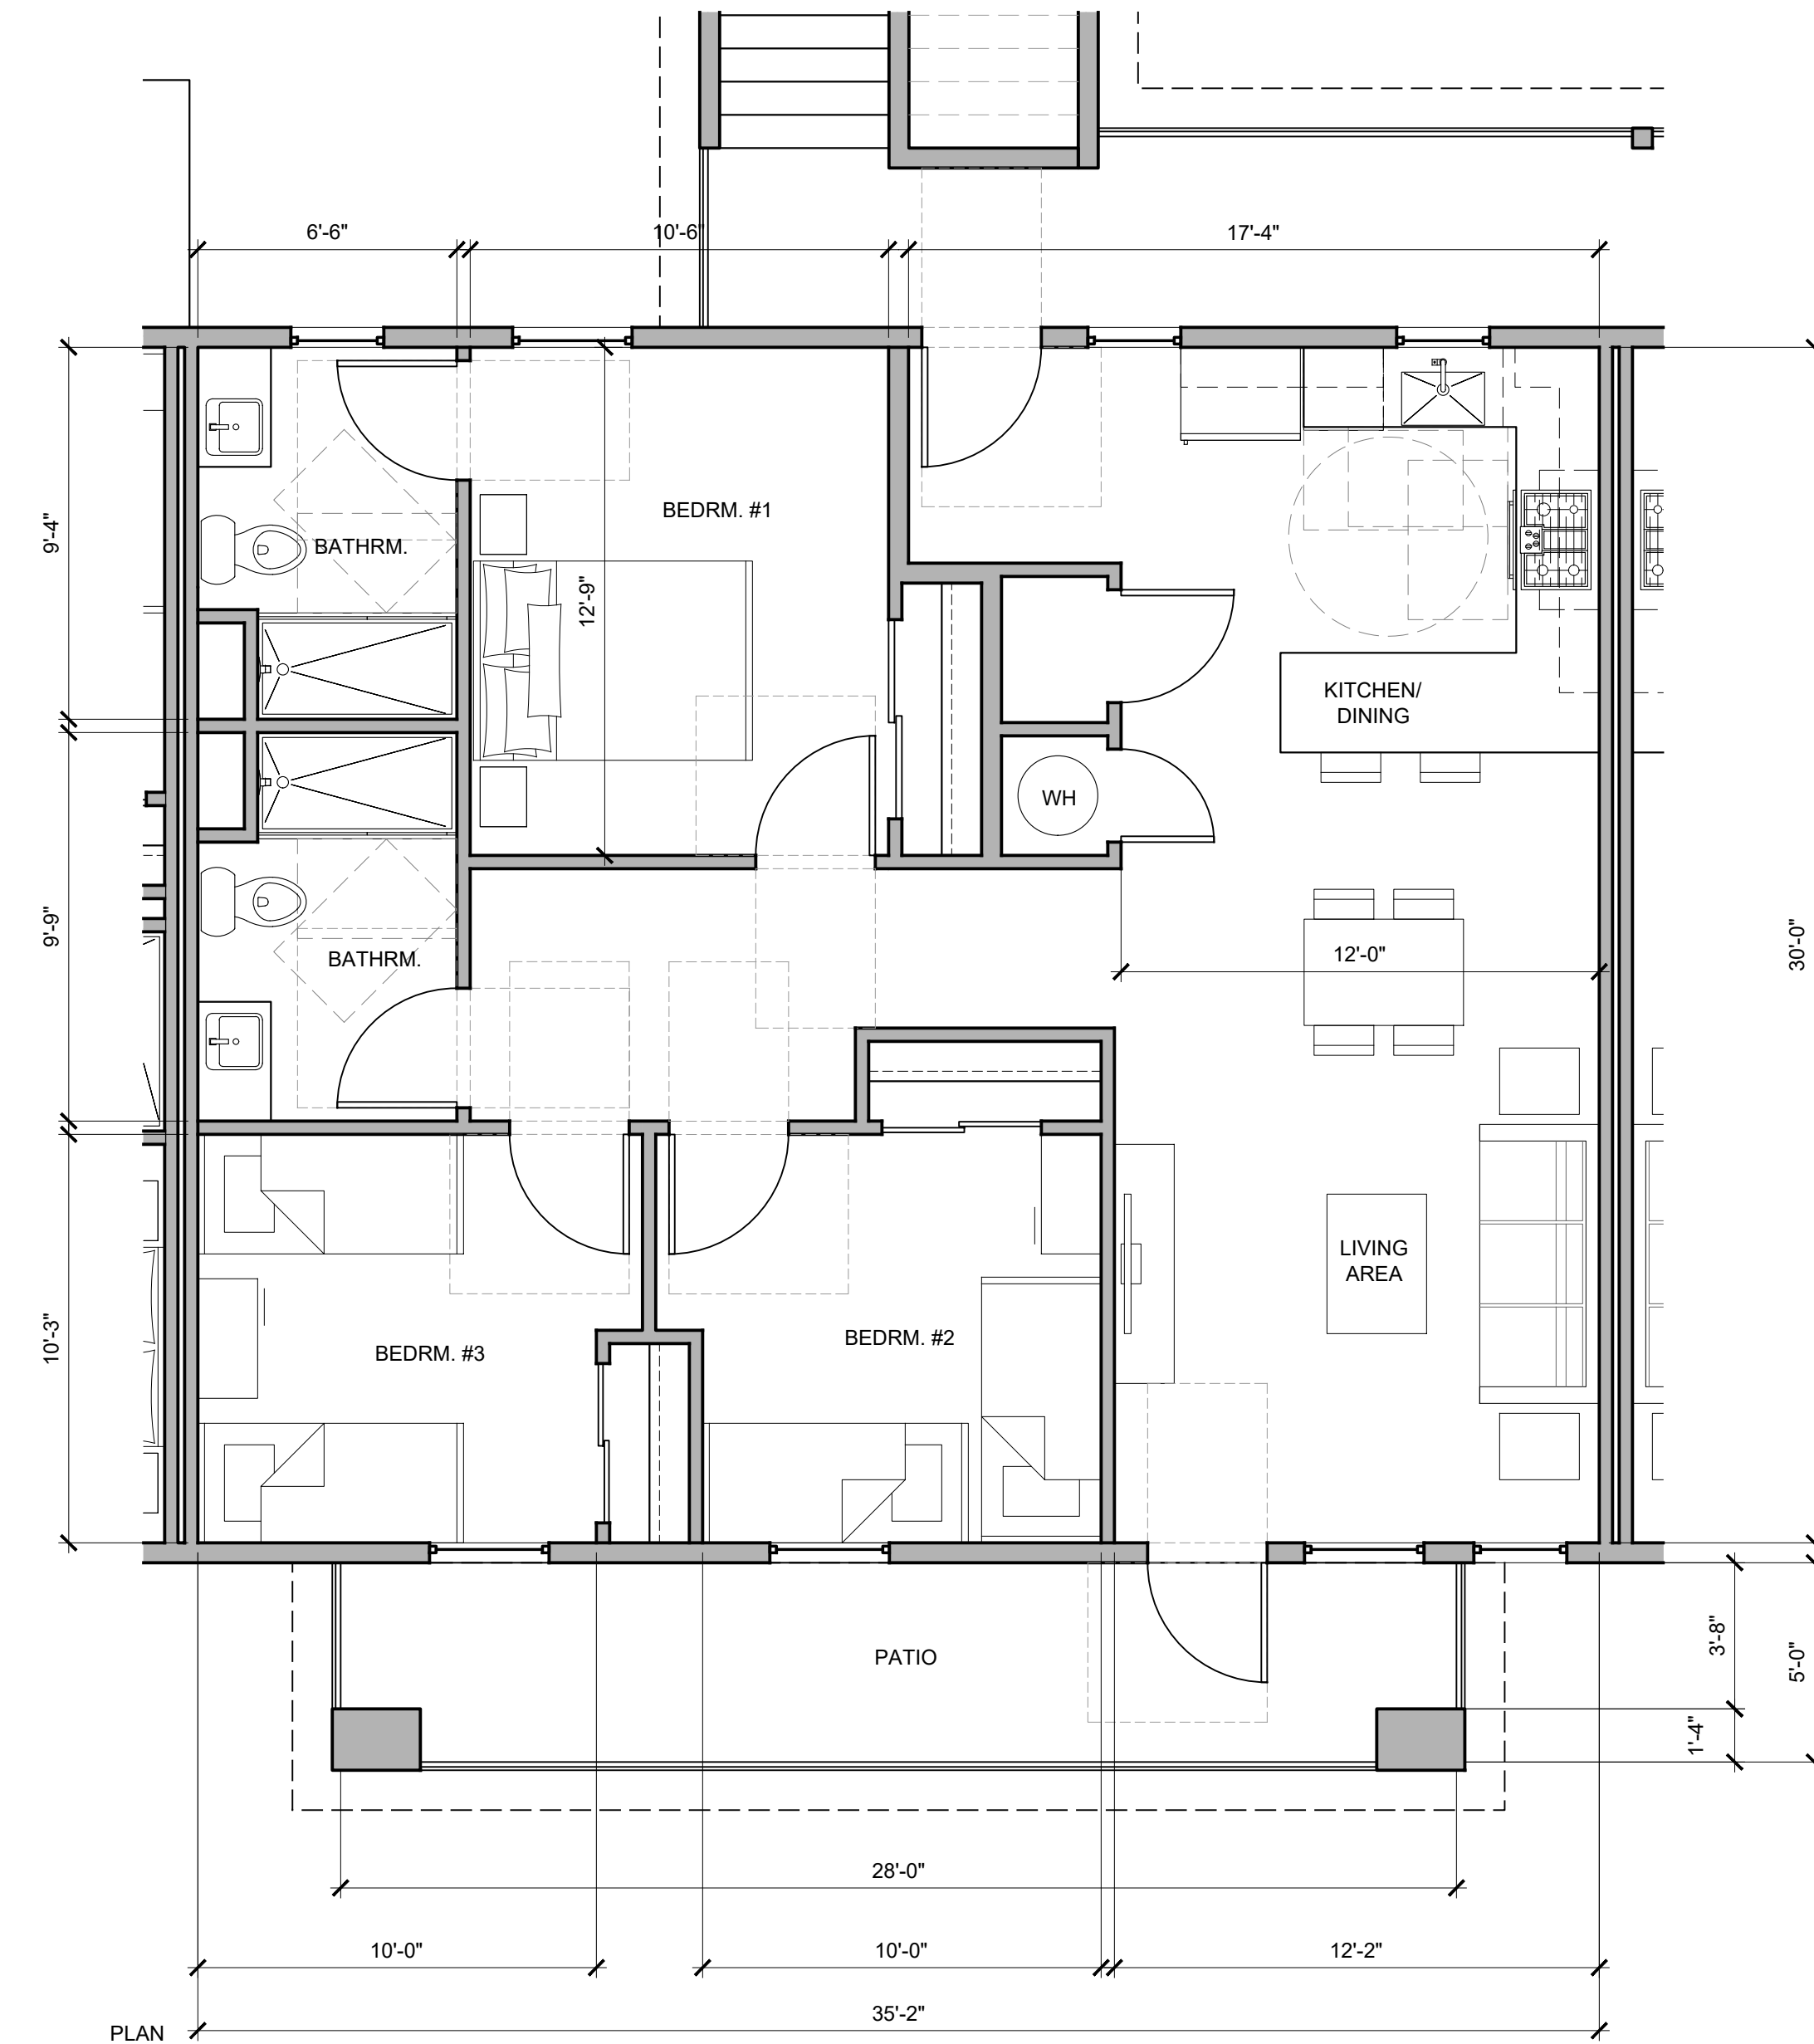 6'-6"
10'-6"
17'-4"
BEDRM. #1
9'-4"
BATHRM.
12'-9"
KITCHEN/
DINING
WH
9'-9"
BATHRM.
12'-0"
30'-0"
LIVING
AREA
10'-3"
BEDRM. #3
BEDRM. #2
PATIO
3'-8"
5'-0"
1'-4"
28'-0"
10'-0"
10'-0"
12'-2"
35'-2"
PLAN